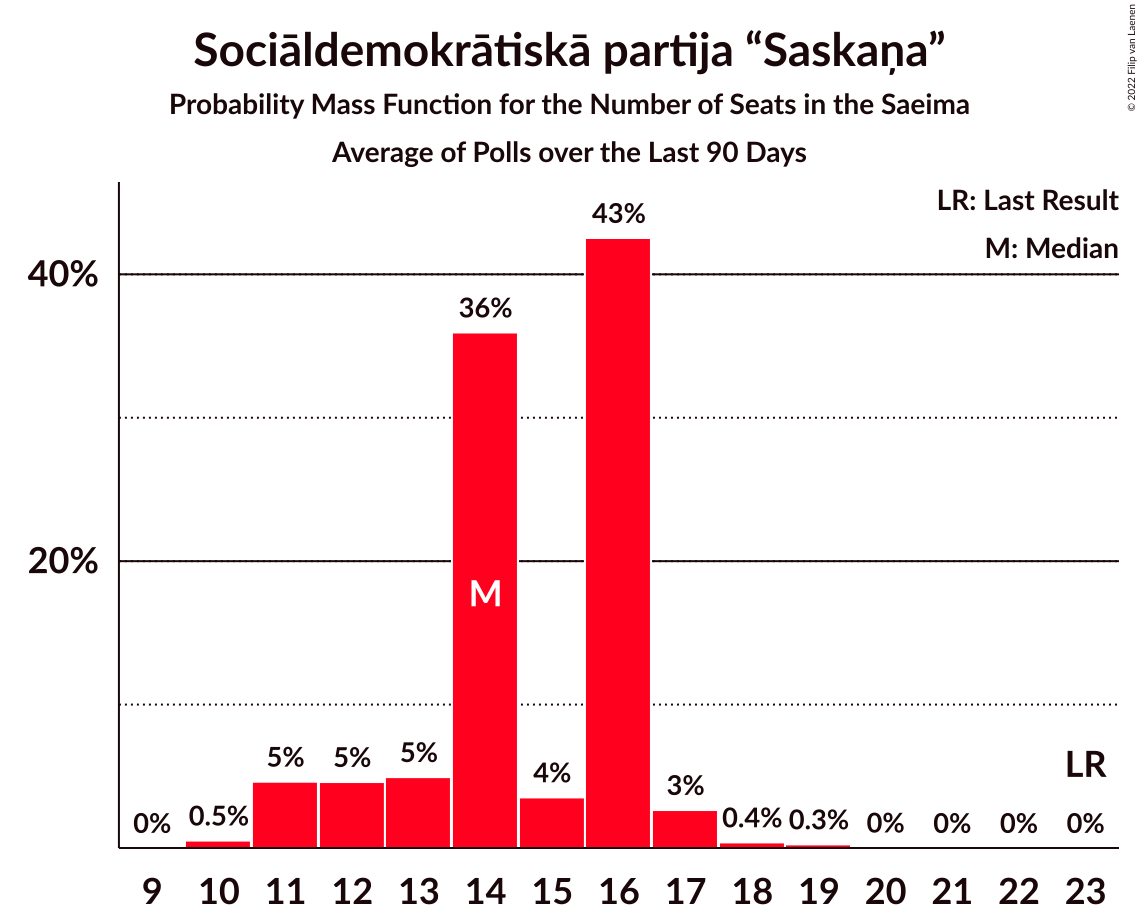 Sociāldemokrātiskā partija “Saskaņa”
Probability Mass Function for the Number of Seats in the Saeima
Average of Polls over the Last 90 Days
© 2022 Filip van Laenen
LR: Last Result
M: Median
43%
40%
36%
20%
M
LR
5%
5%
5%
4%
3%
0%
0.5%
0.4%
0.3%
0%
0%
0%
0%
9 10 11 12 13 14 15 16 17 18 19 20 21 22 23